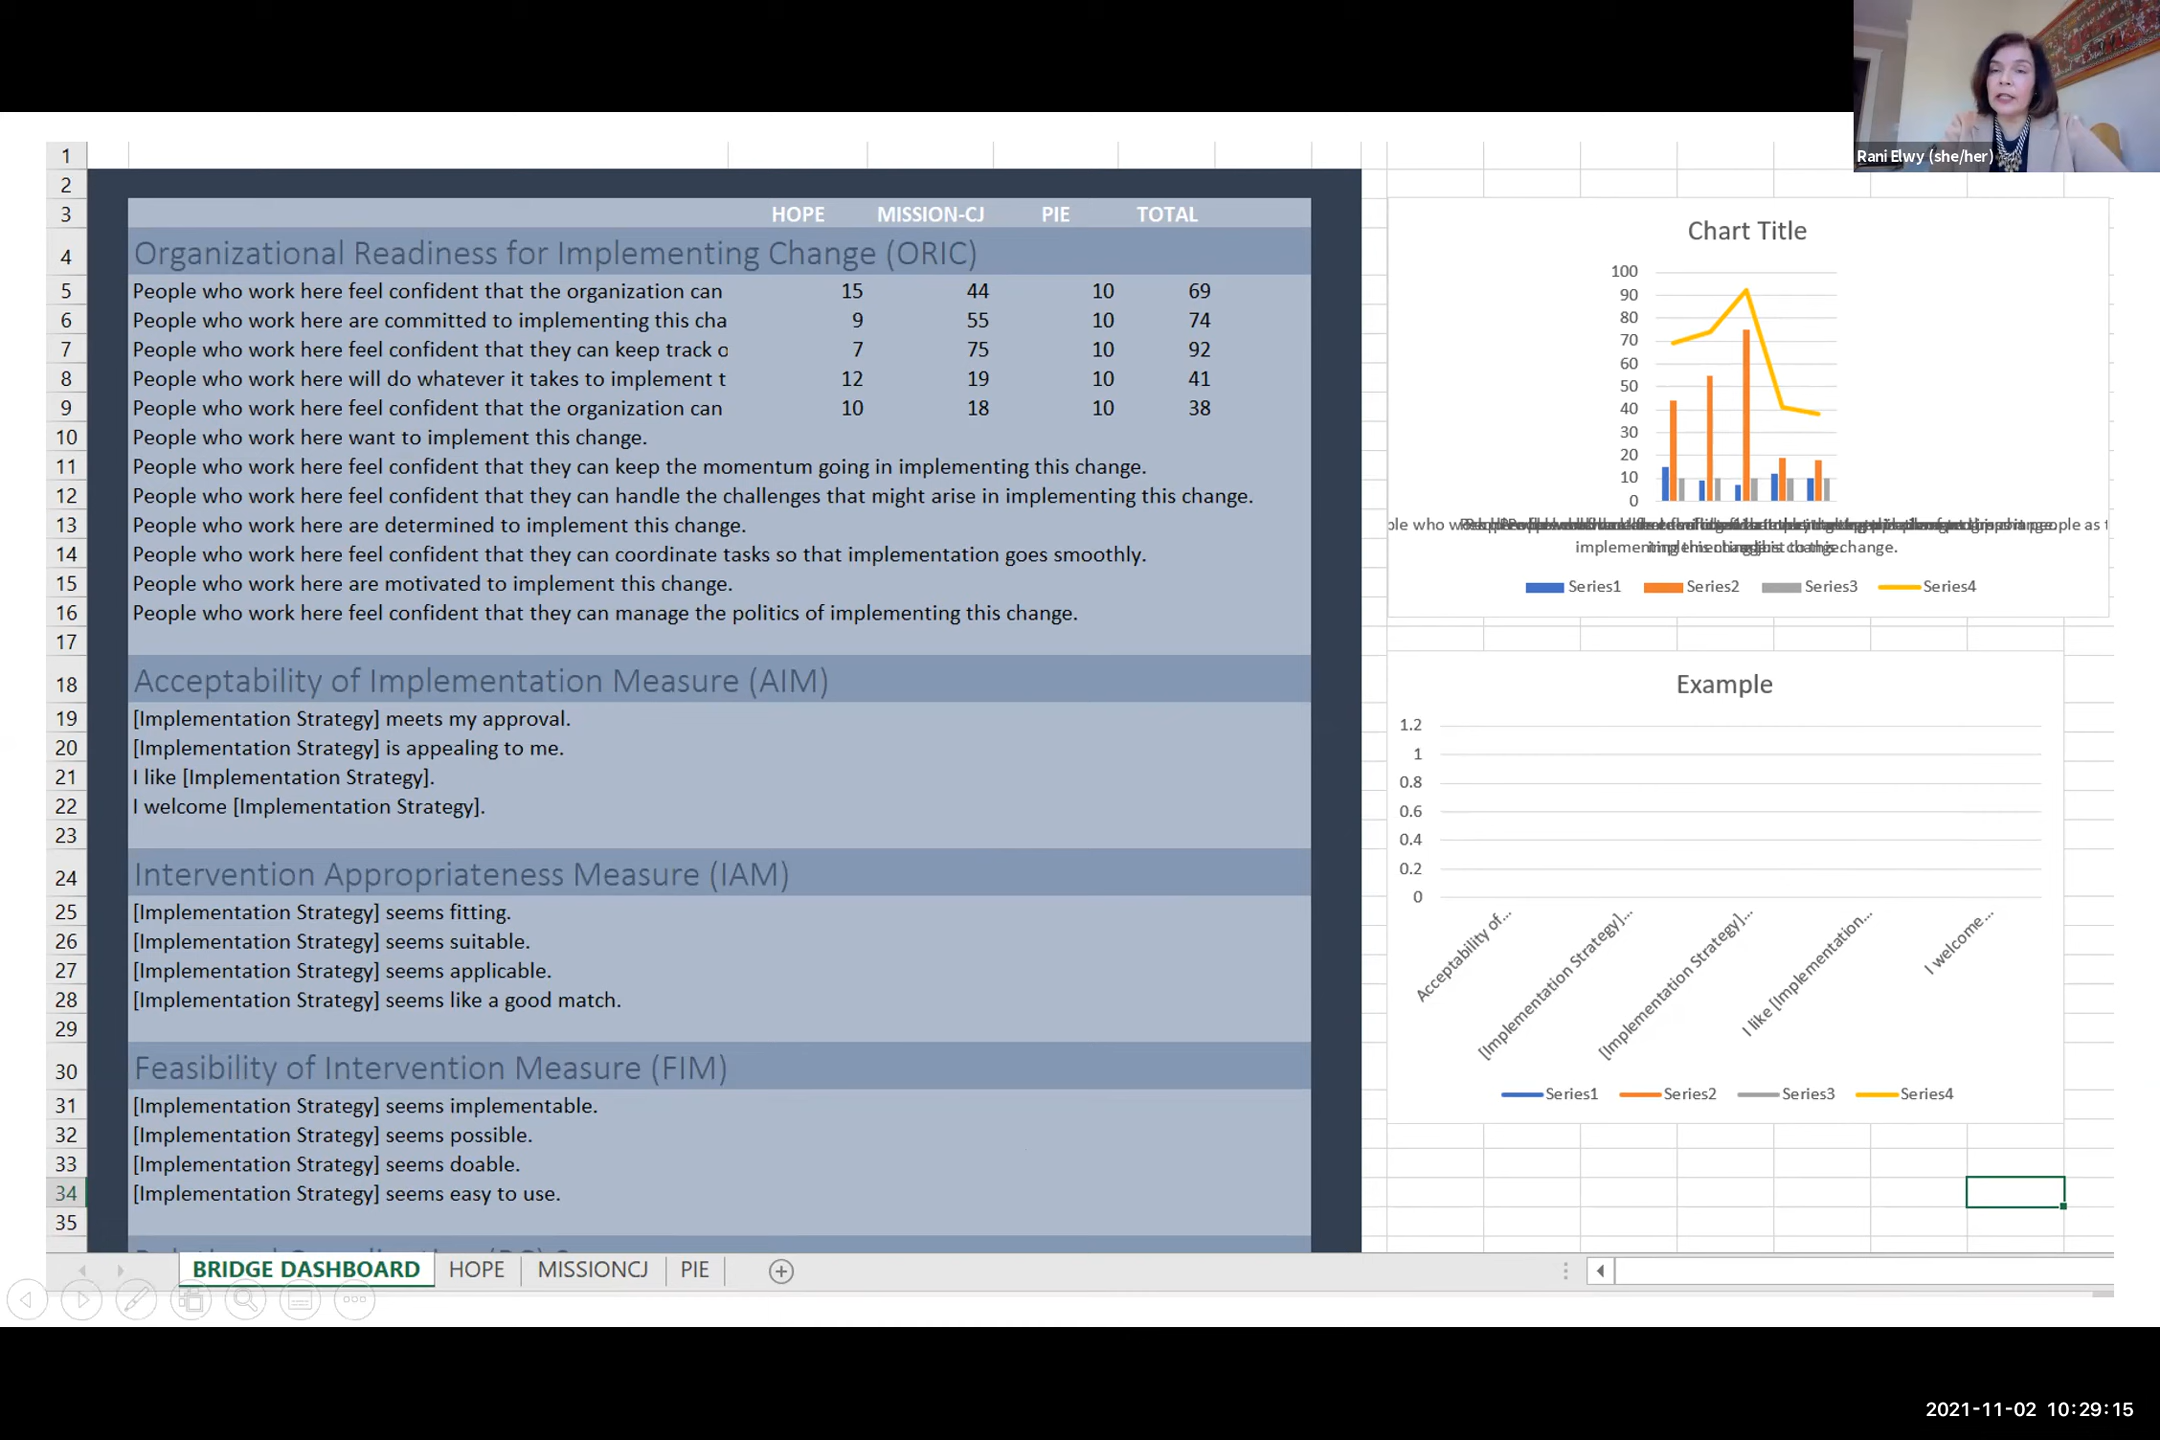 Rani Elwy (she/her)
1
2
3 HOPE MISSION-CJ PIE TOTAL
4 Organizational Readiness for Implementing Change (ORIC)
5 People who work here feel confident that the organization can 15 44 10 69
6 People who work here are committed to implementing this cha 9 55 10 74
7 People who work here feel confident that they can keep track o 7 75 10 92
8 People who work here will do whatever it takes to implement t 12 19 10 41
9 People who work here feel confident that the organization can 10 18 10 38
10 People who work here want to implement this change.
11 People who work here feel confident that they can keep the momentum going in implementing this change.
12 People who work here feel confident that they can handle the challenges that might arise in implementing this change.
13 People who work here are determined to implement this change.
14 People who work here feel confident that they can coordinate tasks so that implementation goes smoothly.
15 People who work here are motivated to implement this change.
16 People who work here feel confident that they can manage the politics of implementing this change.
17
18 Acceptability of Implementation Measure (AIM)
19 [Implementation Strategy] meets my approval.
20 [Implementation Strategy] is appealing to me.
21 I like [Implementation Strategy].
22 I welcome [Implementation Strategy].
23
24 Intervention Appropriateness Measure (IAM)
25 [Implementation Strategy] seems fitting.
26 [Implementation Strategy] seems suitable.
27 [Implementation Strategy] seems applicable.
28 [Implementation Strategy] seems like a good match.
29
30 Feasibility of Intervention Measure (FIM)
31 [Implementation Strategy] seems implementable.
32 [Implementation Strategy] seems possible.
33 [Implementation Strategy] seems doable.
34 [Implementation Strategy] seems easy to use.
35
Chart Title
100
90
80
70
60
50
40
30
20
10
0
Series1 Series2 Series3 Series4
Example
1.2
1
0.8
0.6
0.4
0.2
0
Acceptability of...
[Implementation Strategy]...
[Implementation Strategy]...
I like [Implementation...
I welcome...
Series1 Series2 Series3 Series4
BRIDGE DASHBOARD HOPE MISSIONCJ PIE
2021-11-02 10:29:15